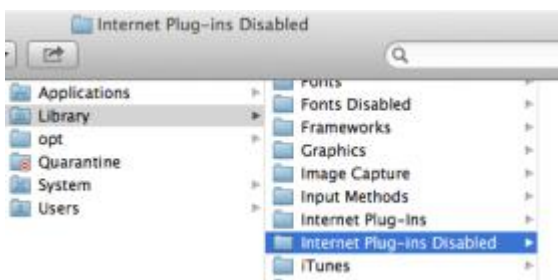 Internet Plug-ins Disabled
Applications
Library
opt
Quarantine
System
Users
Fonts
Fonts Disabled
Frameworks
Graphics
Image Capture
Input Methods
Internet Plug-Ins
Internet Plug-ins Disabled
iTunes